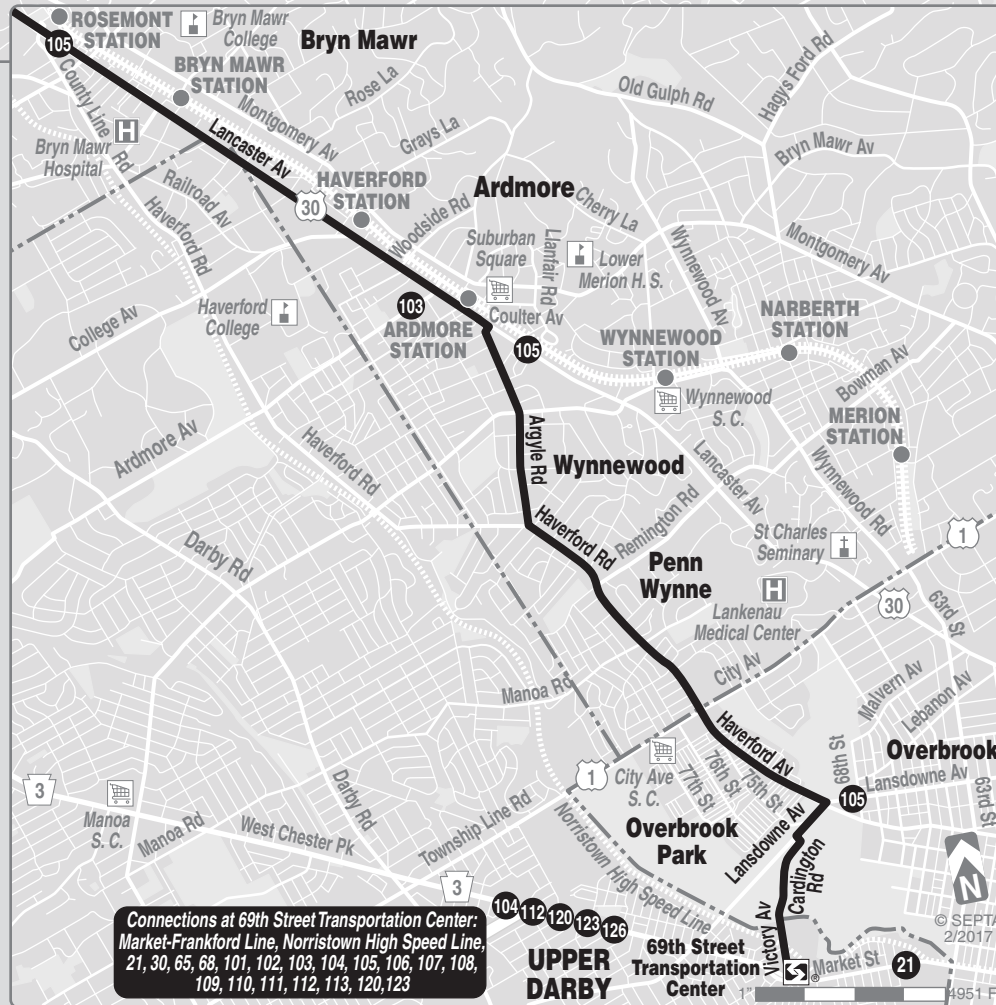 ROSEMONT
STATION
Bryn Mawr
College
Bryn Mawr
105
BRYN MAWR
STATION
County Line Rd
Montgomery Av
Rose La
Old Gulph Rd
Hagys Ford Rd
Bryn Mawr
Hospital
H
Lancaster Av
Grays La
Bryn Mawr Av
Railroad Av
HAVERFORD
STATION
30
Ardmore
Cherry La
Haverford Rd
Woodside Rd
Suburban
Square
Llanfair Rd
Lower
Merion H. S.
Wynnewood Av
Montgomery Av
College Av
Haverford
College
103
ARDMORE
STATION
Coulter Av
105
WYNNEWOOD
STATION
NARBERTH
STATION
Bowman Av
Wynnewood
S. C.
MERION
STATION
Ardmore Av
Haverford Rd
Argyle Rd
Wynnewood
Lancaster Av
Wynnewood Rd
Darby Rd
Haverford Rd
Remington Rd
St Charles
Seminary
1
Penn
Wynne
H
Lankenau
Medical Center
30
63rd St
City Av
Manoa Rd
Malvern Av
Lebanon Av
Haverford Av
68th St
Overbrook
1
City Ave
S. C.
77th St
76th St
75th St
105
Lansdowne Av
63rd St
3
Manoa
S. C.
Manoa Rd
Darby Rd
West Chester Pk
Township Line Rd
Norristown High Speed Line
Overbrook
Park
Lansdowne Av
Cardington
Rd
N
3
104
112
120
123
126
© SEPTA
2/2017
Connections at 69th Street Transportation Center:
Market-Frankford Line, Norristown High Speed Line,
21, 30, 65, 68, 101, 102, 103, 104, 105, 106, 107, 108,
109, 110, 111, 112, 113, 120,123
UPPER
DARBY
69th Street
Transportation
Center
Victory Av
®
Market St
21
1"
4951 F